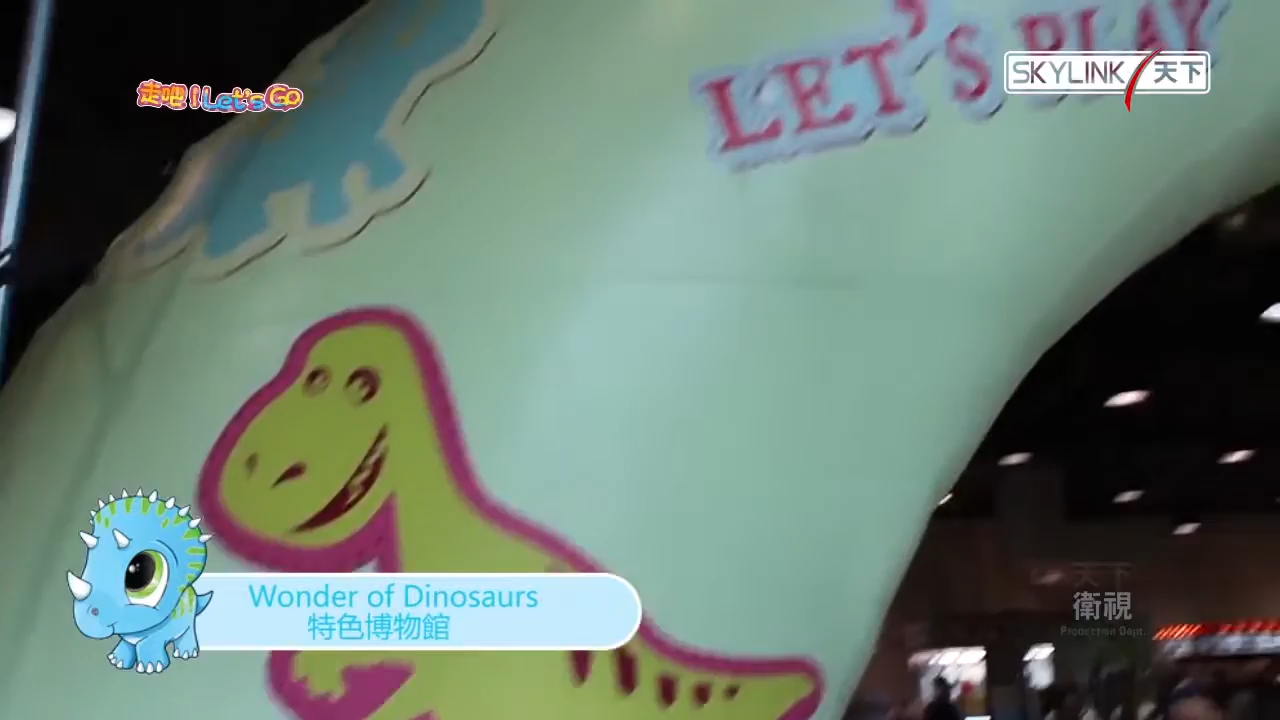 LET'S PLAY
走吧!Let's Go
SKYLINK 天下
Wonder of Dinosaurs
特色博物館
天下
衛視
Production Dept.